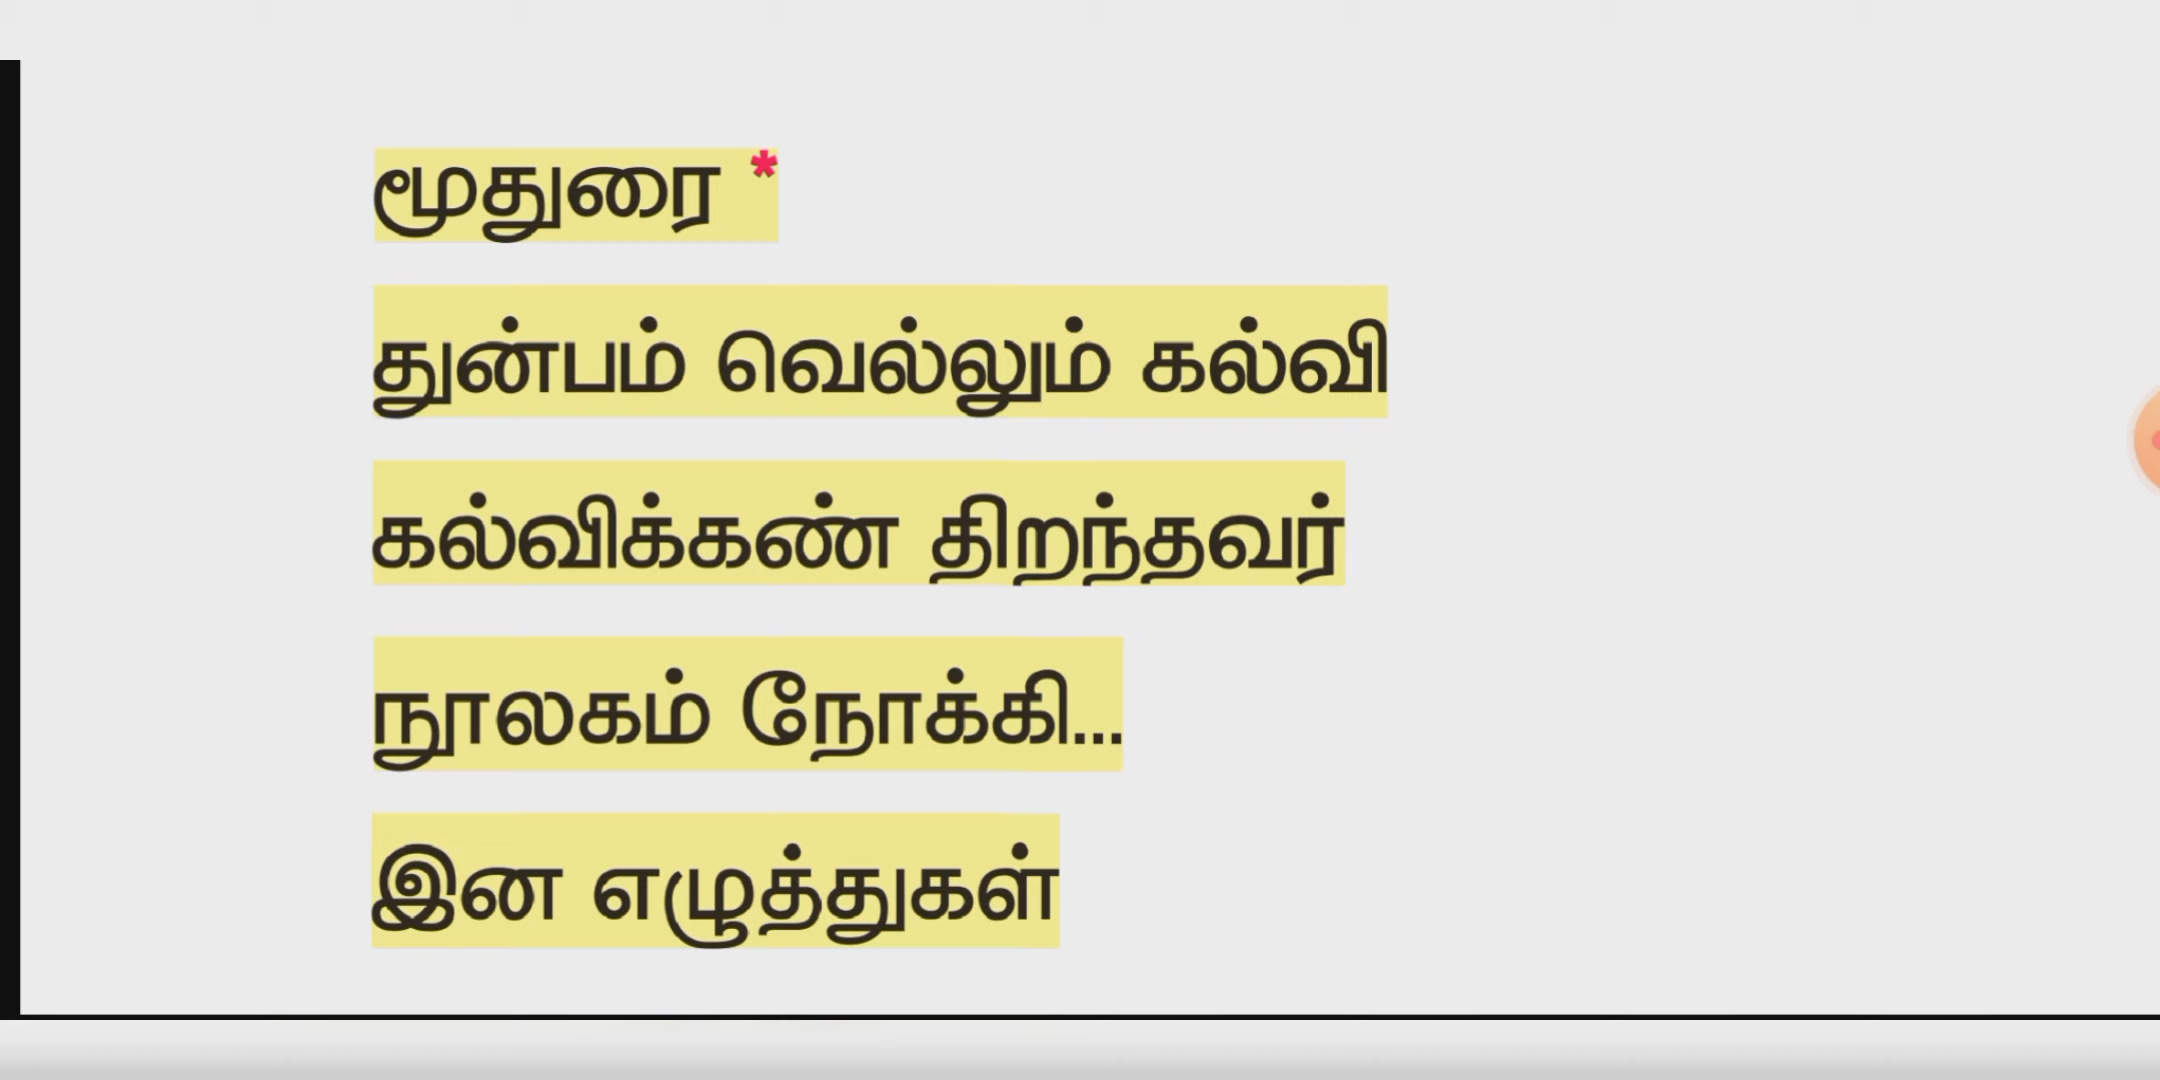 மூதுரை *
துன்பம் வெல்லும் கல்வி
கல்விக்கண் திறந்தவர்
நூலகம் நோக்கி...
இன எழுத்துகள்